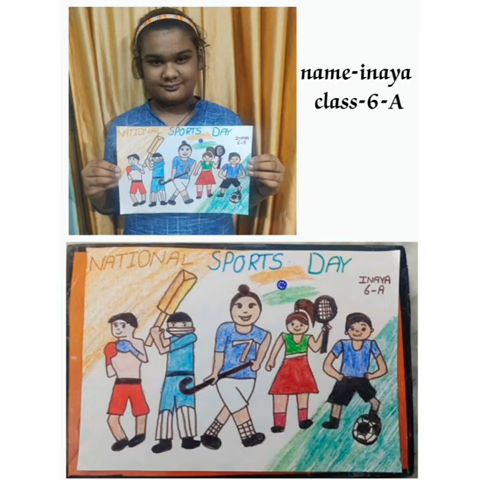 name-inaya
class-6-A
NATIONAL SPORTS DAY
INAYA
6-A
NATIONAL SPORTS DAY
INAYA
6-A
7